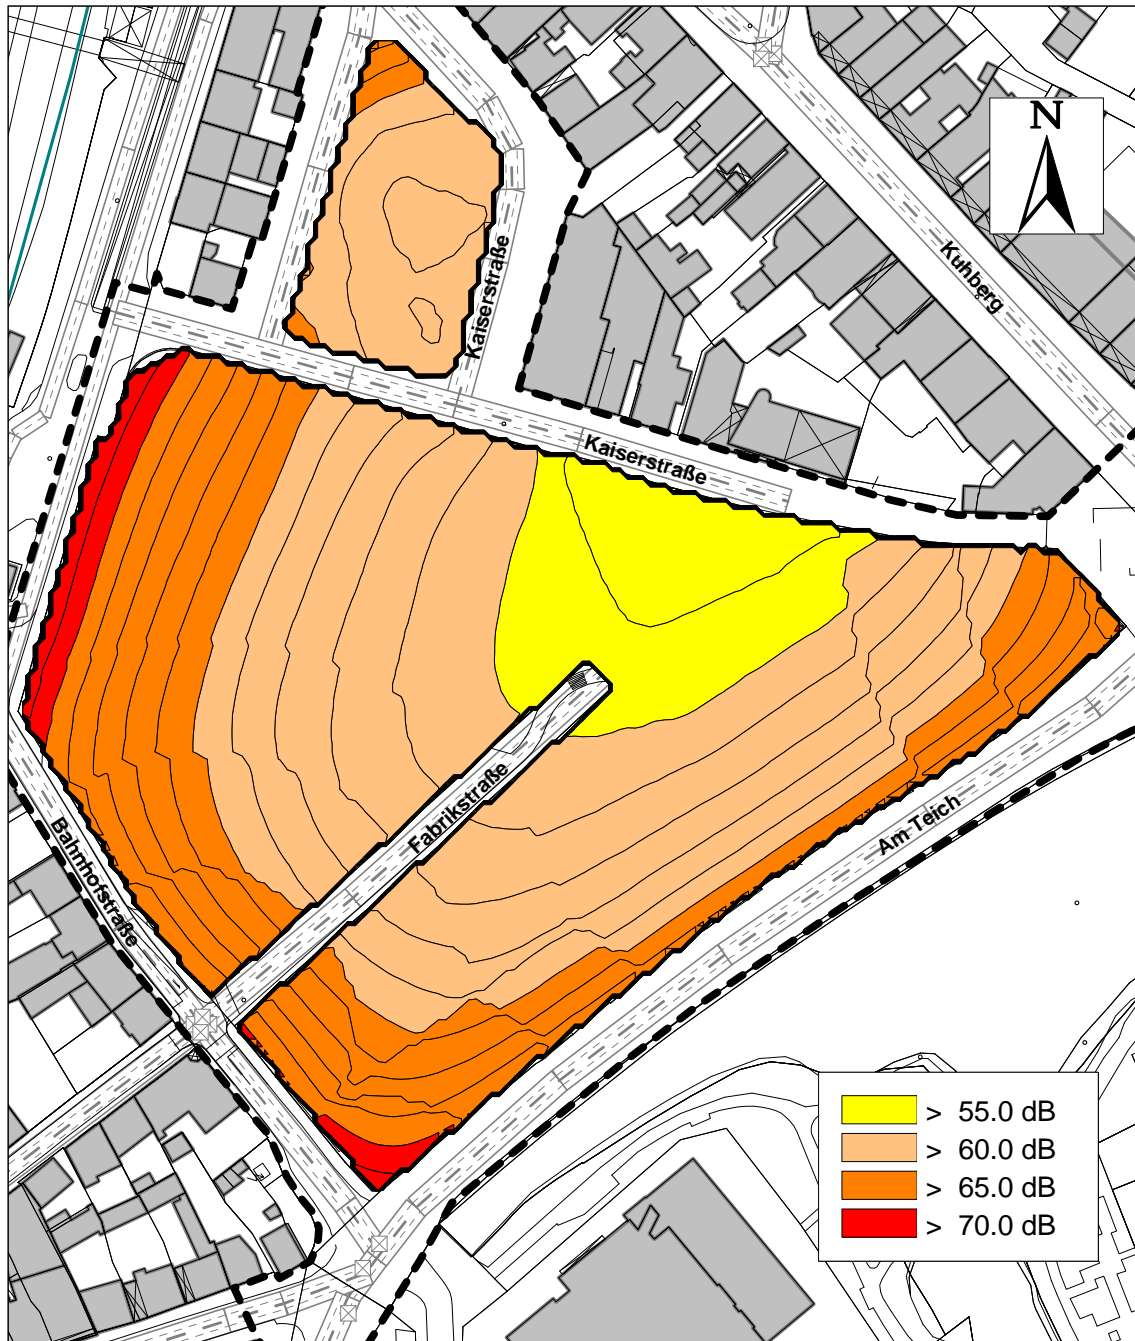 N
Kuhberg
Kaiserstraße
Kaiserstraße
Fabrikstraße
Am Teich
Bahnhofstraße
> 55.0 dB
> 60.0 dB
> 65.0 dB
> 70.0 dB